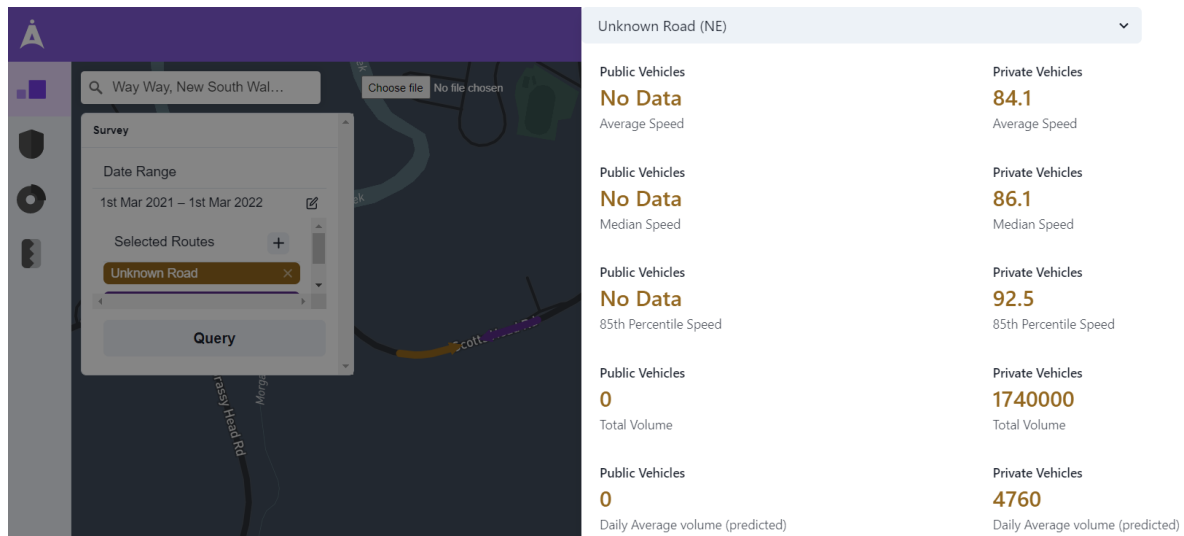 Way Way, New South Wal...
Choose file No file chosen
Survey
Date Range
1st Mar 2021 – 1st Mar 2022
Selected Routes +
Unknown Road ×
Query
Grassy Head Rd
Unknown Road (NE)
Public Vehicles Private Vehicles
No Data 84.1
Average Speed Average Speed
Public Vehicles Private Vehicles
No Data 86.1
Median Speed Median Speed
Public Vehicles Private Vehicles
No Data 92.5
85th Percentile Speed 85th Percentile Speed
Public Vehicles Private Vehicles
0 1740000
Total Volume Total Volume
Public Vehicles Private Vehicles
0 4760
Daily Average volume (predicted) Daily Average volume (predicted)